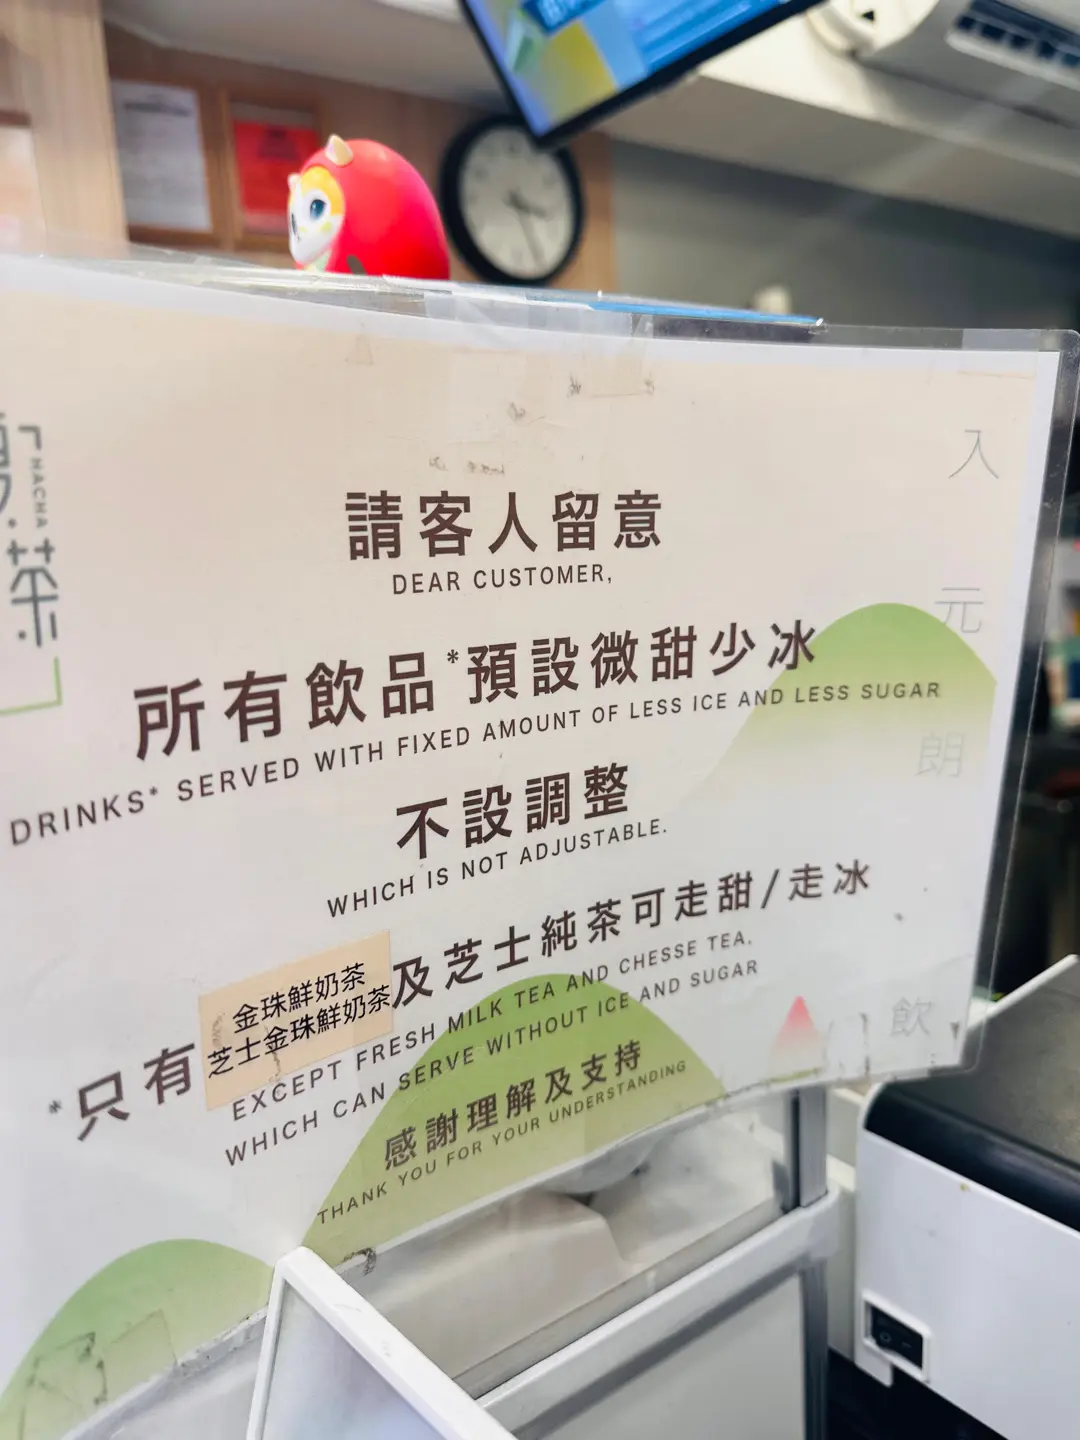 NACHA
茶
入元朗飲
請客人留意
DEAR CUSTOMER,
所有飲品*預設微甜少冰
DRINKS* SERVED WITH FIXED AMOUNT OF LESS ICE AND LESS SUGAR
不設調整
WHICH IS NOT ADJUSTABLE.
金珠鮮奶茶
芝士金珠鮮奶茶
*只有 及芝士純茶可走甜/走冰
EXCEPT FRESH MILK TEA AND CHESSE TEA.
WHICH CAN SERVE WITHOUT ICE AND SUGAR
感謝理解及支持
THANK YOU FOR YOUR UNDERSTANDING